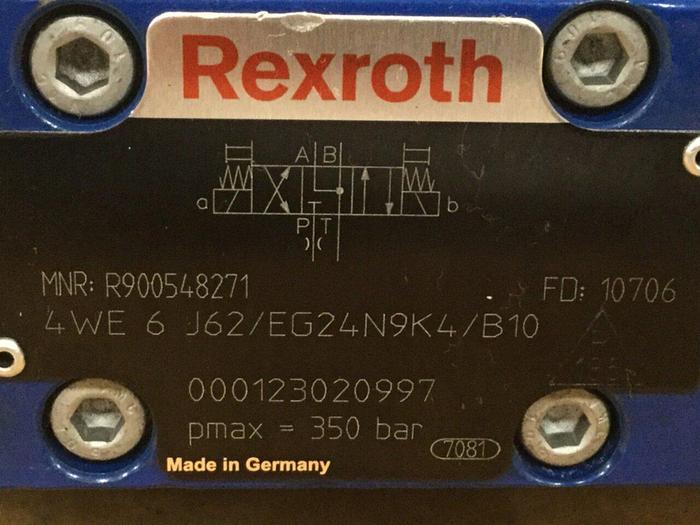 Rexroth
A B
a b
P T
MNR: R900548271 FD: 10706
4WE 6 J62/EG24N9K4/B10
000123020997
pmax = 350 bar 7081
Made in Germany